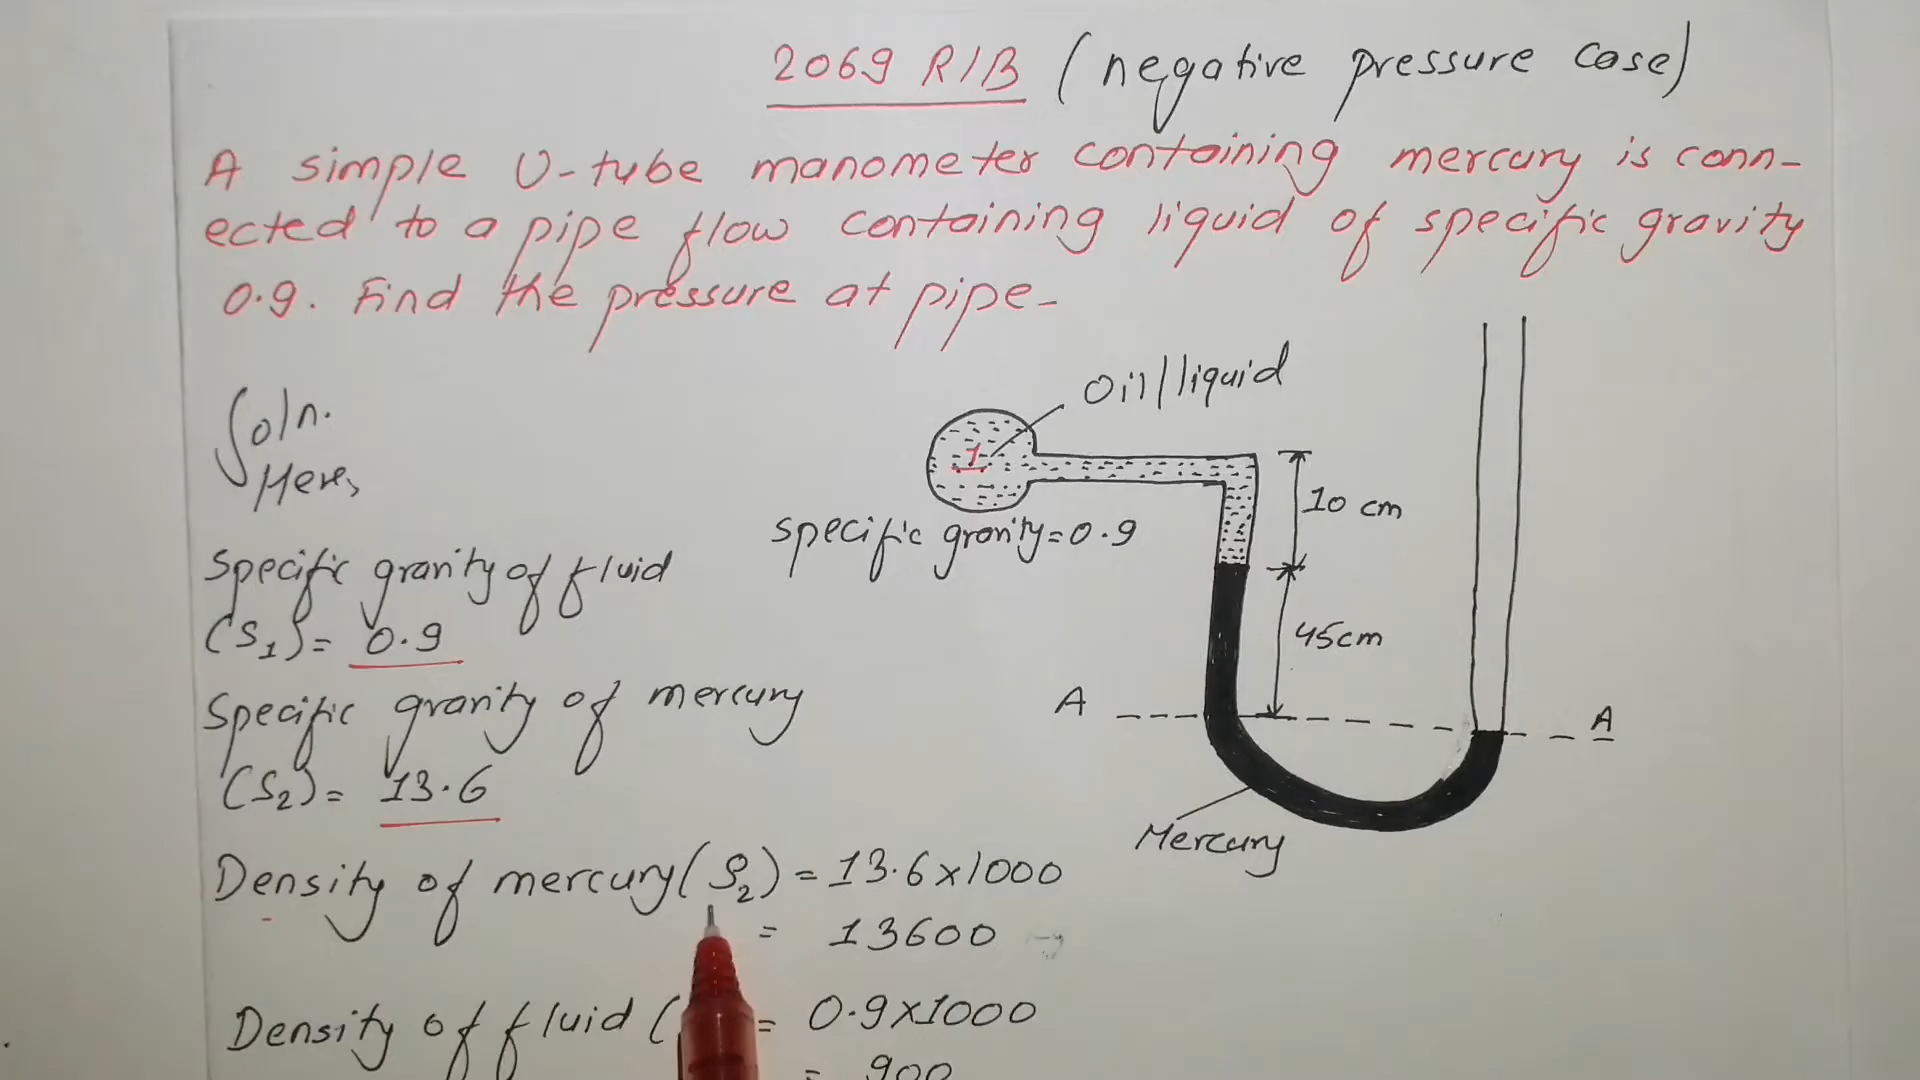 2069 R/B (negative pressure case)
A simple U-tube manometer containing mercury is conn-
ected to a pipe flow containing liquid of specific gravity
0.9. Find the pressure at pipe-
Soln.
Here,
oil/liquid
1
10 cm
specific gravity=0.9
45cm
A
A
Mercury
Specific gravity of fluid
(S1)= 0.9
Specific gravity of mercury
(S2)= 13.6
Density of mercury(ρ2) = 13.6×1000
= 13600
Density of fluid ( = 0.9×1000
= 900